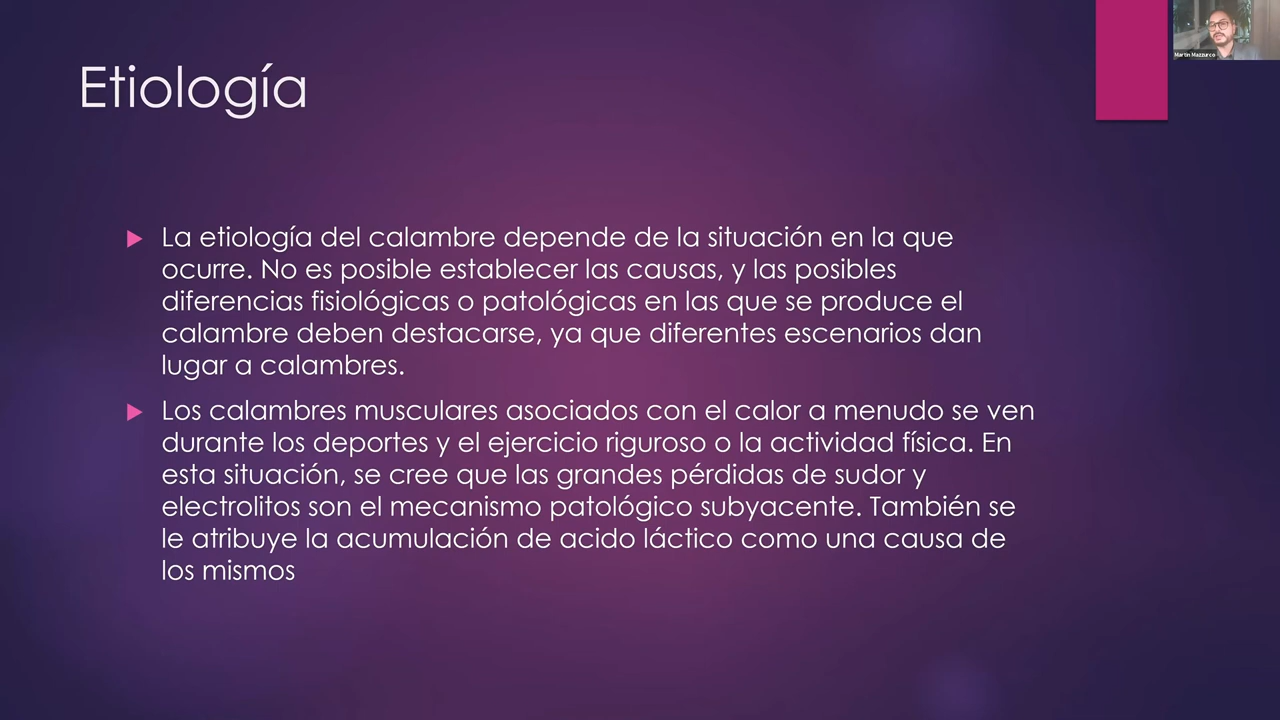 Etiología
La etiología del calambre depende de la situación en la que
ocurre. No es posible establecer las causas, y las posibles
diferencias fisiológicas o patológicas en las que se produce el
calambre deben destacarse, ya que diferentes escenarios dan
lugar a calambres.
Los calambres musculares asociados con el calor a menudo se ven
durante los deportes y el ejercicio riguroso o la actividad física. En
esta situación, se cree que las grandes pérdidas de sudor y
electrolitos son el mecanismo patológico subyacente. También se
le atribuye la acumulación de acido láctico como una causa de
los mismos
Martin Mazzurco